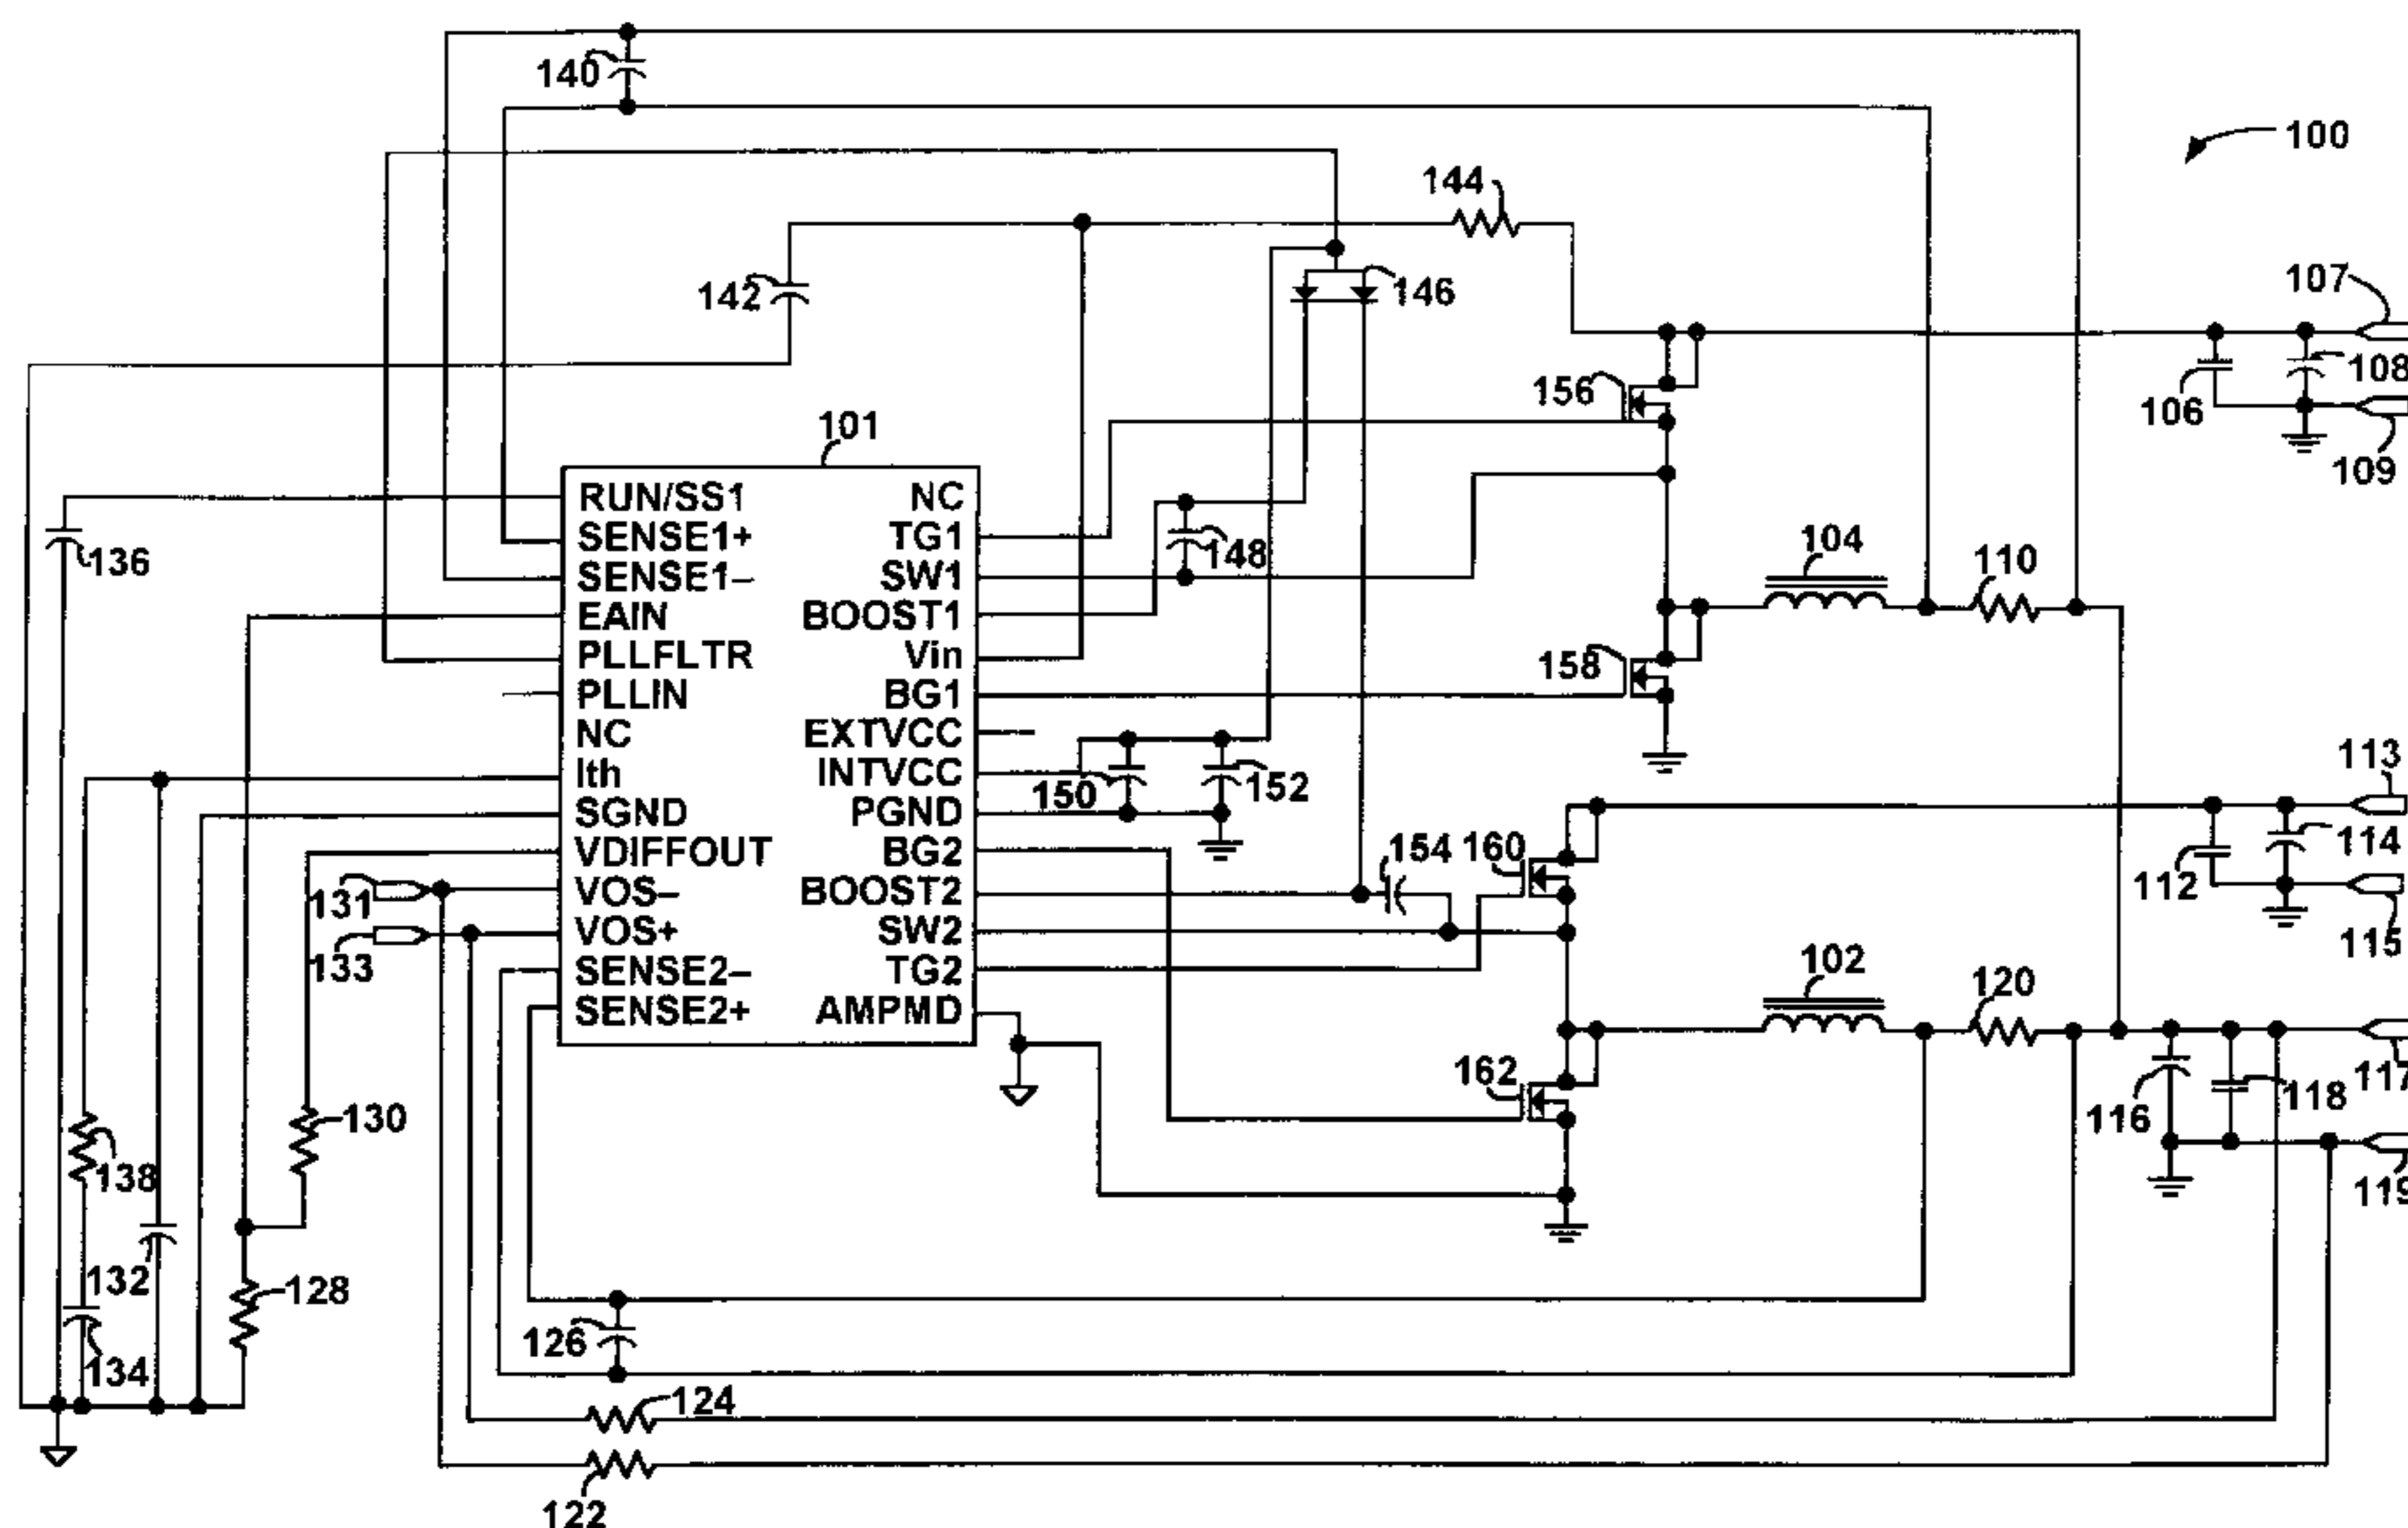 140
100
144
142
146
107
108
156
106
109
101
RUN/SS1 NC
SENSE1+ TG1
SENSE1– SW1
EAIN BOOST1
PLLFLTR Vin
PLLIN BG1
NC EXTVCC
Ith INTVCC
SGND PGND
VDIFFOUT BG2
VOS– BOOST2
VOS+ SW2
SENSE2– TG2
SENSE2+ AMPMD
136
148
104
110
158
150
152
113
114
154
160
112
115
131
133
102
120
162
117
116
118
119
130
138
132
128
134
126
124
122